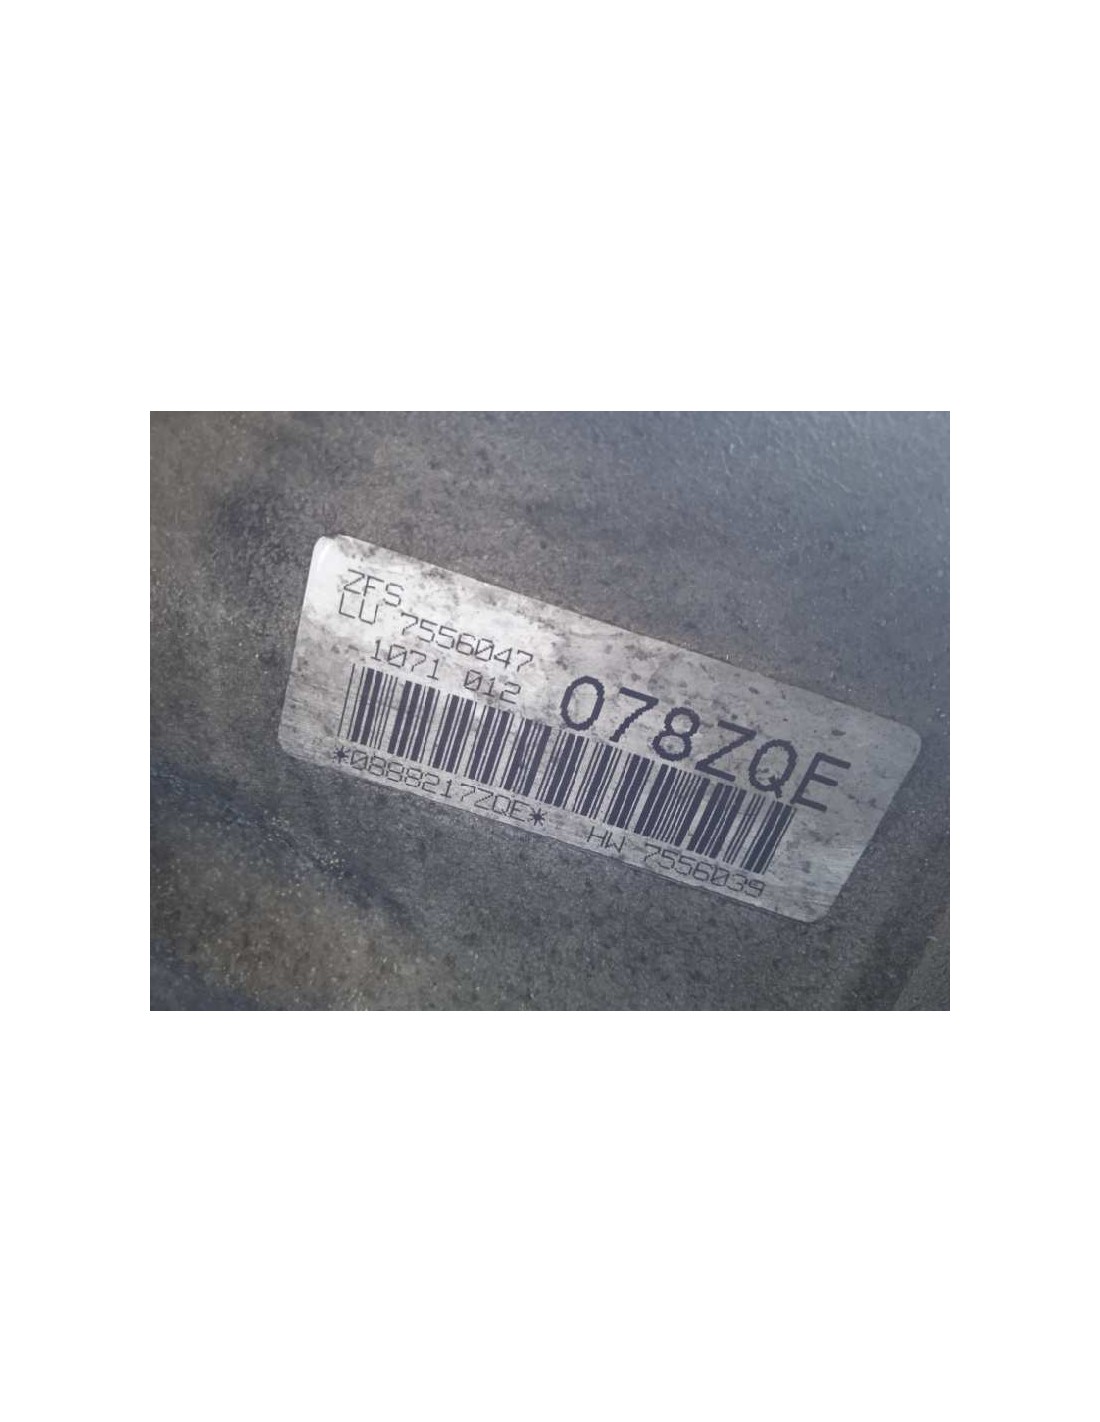 ZFS
LU 7556047
1071 012
078ZQE
*0888217ZQE* HW 7556039